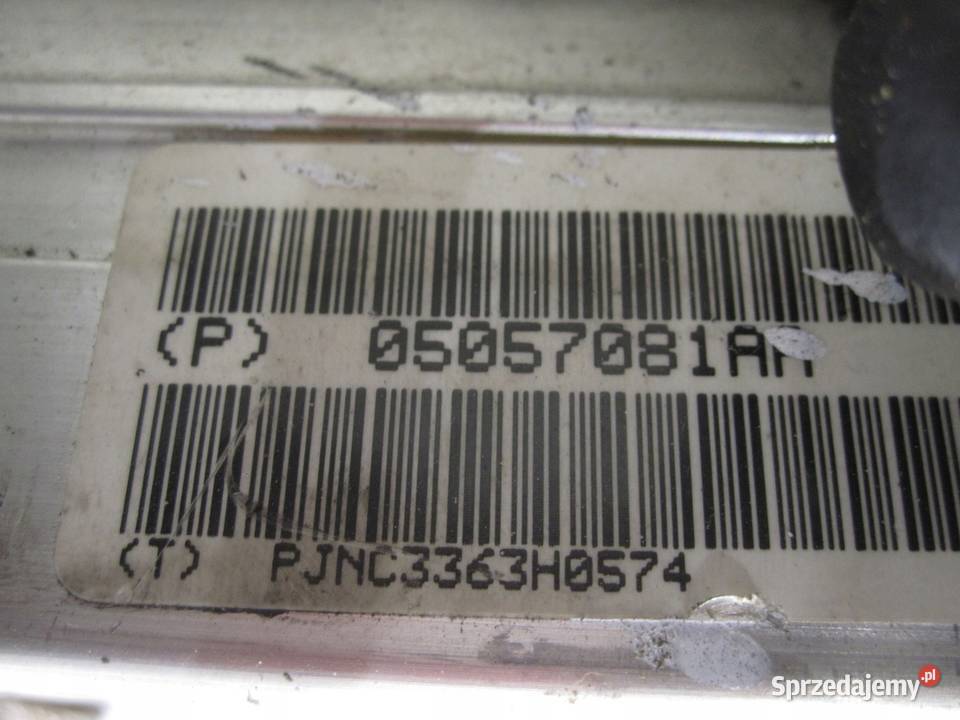 (P) 05057081AA
(T) PJNC3363H0574
Sprzedajemy.pl